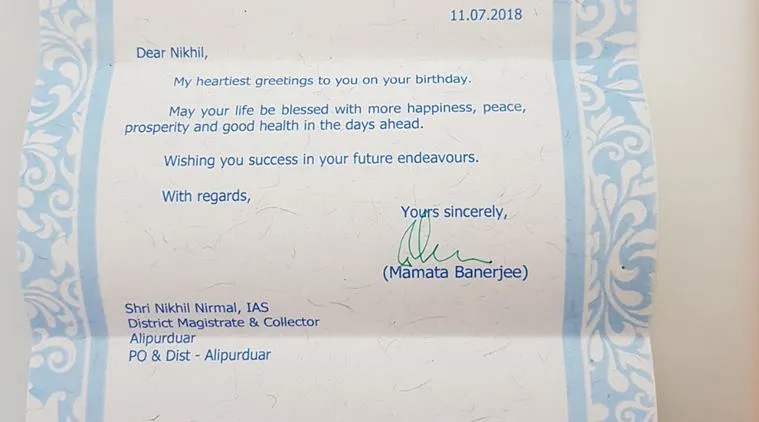 11.07.2018
Dear Nikhil,
My heartiest greetings to you on your birthday.
May your life be blessed with more happiness, peace,
prosperity and good health in the days ahead.
Wishing you success in your future endeavours.
With regards,
Yours sincerely,
(Mamata Banerjee)
Shri Nikhil Nirmal, IAS
District Magistrate & Collector
Alipurduar
PO & Dist - Alipurduar